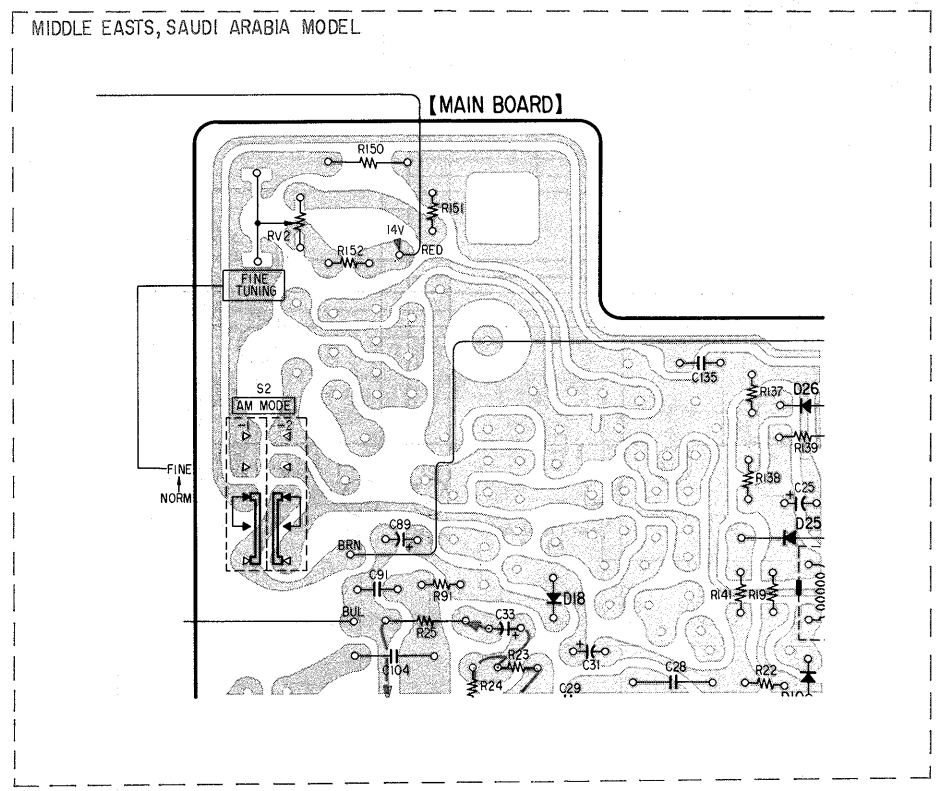 MIDDLE EASTS, SAUDI ARABIA MODEL
【MAIN BOARD】
R150
R151
RV2
14V
RED
R152
FINE
TUNING
C135
R137
D26
S2
AM MODE
-1
-2
R139
FINE
NORM
R138
C25
+
D25
C89
+
BRN
C91
R91
D18
R141
R19
BUL
R25
C33
+
C104
R23
+
C31
R24
C29
C28
R22